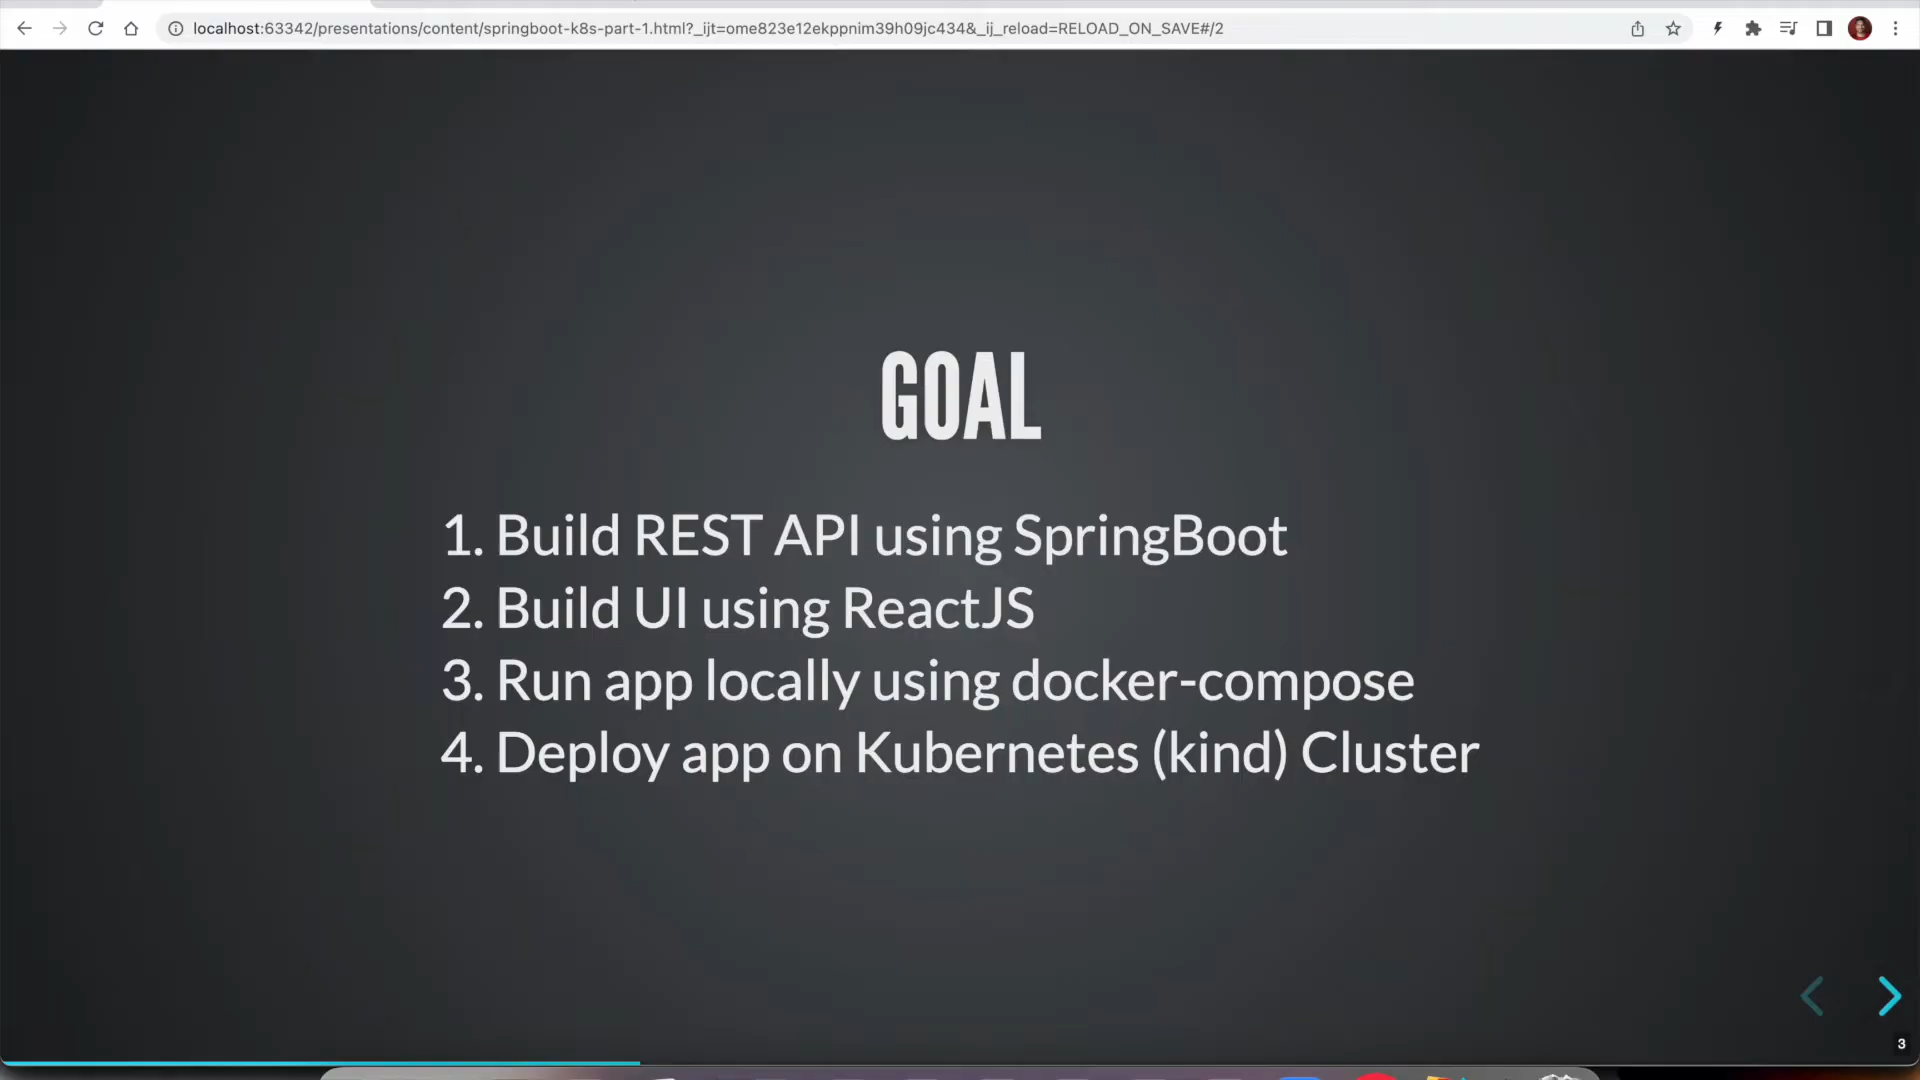 localhost:63342/presentations/content/springboot-k8s-part-1.html?_ijt=ome823e12ekppnim39h09jc434&_ij_reload=RELOAD_ON_SAVE#/2
GOAL
1. Build REST API using SpringBoot
2. Build UI using ReactJS
3. Run app locally using docker-compose
4. Deploy app on Kubernetes (kind) Cluster
3